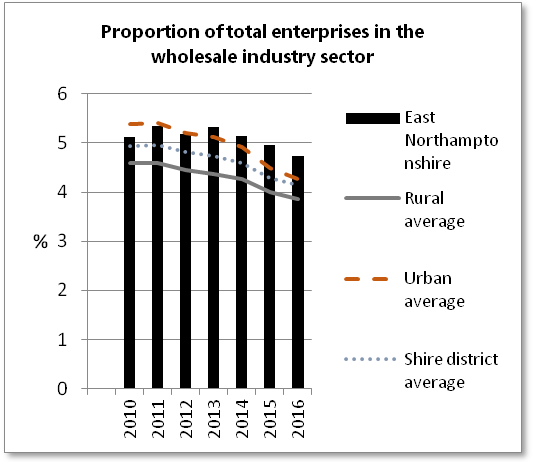 Proportion of total enterprises in the
wholesale industry sector
6
5
4
3
2
1
0
%
2010
2011
2012
2013
2014
2015
2016
East
Northampto
nshire
Rural
average
Urban
average
Shire district
average